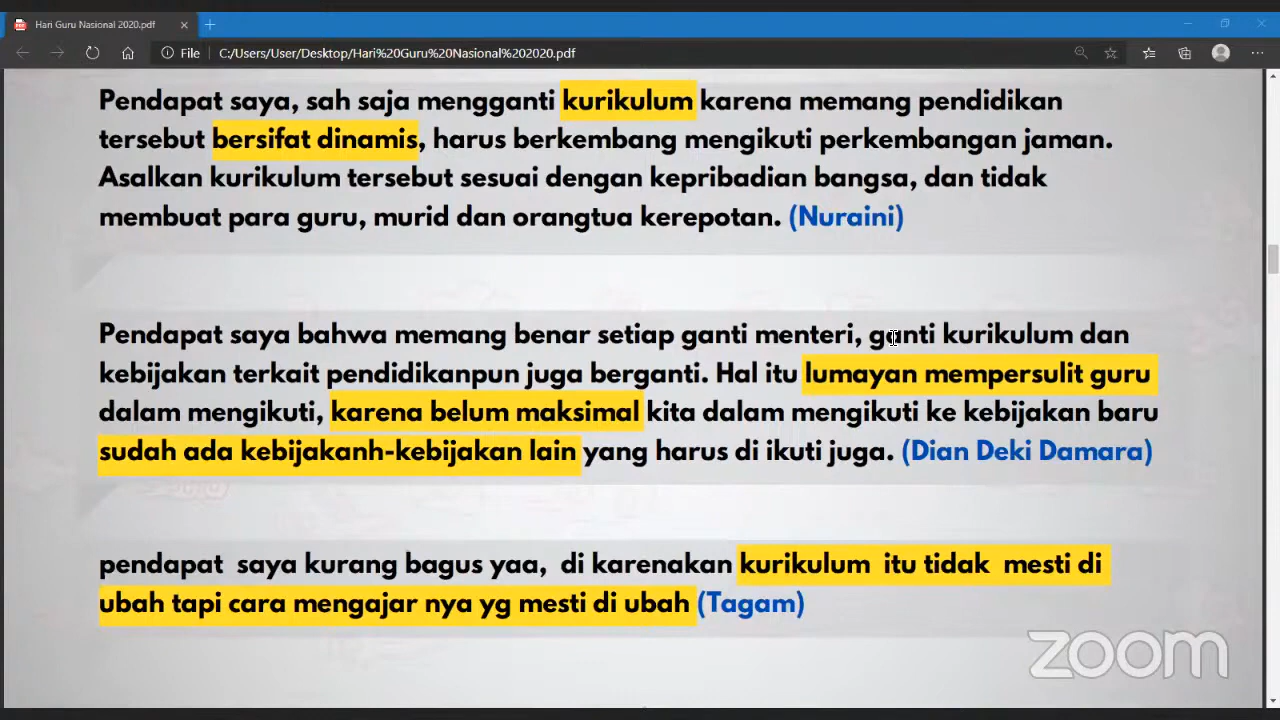 Hari Guru Nasional 2020.pdf
File
C:/Users/User/Desktop/Hari%20Guru%20Nasional%202020.pdf
Pendapat saya, sah saja mengganti kurikulum karena memang pendidikan
tersebut bersifat dinamis, harus berkembang mengikuti perkembangan jaman.
Asalkan kurikulum tersebut sesuai dengan kepribadian bangsa, dan tidak
membuat para guru, murid dan orangtua kerepotan. (Nuraini)
Pendapat saya bahwa memang benar setiap ganti menteri, ganti kurikulum dan
kebijakan terkait pendidikanpun juga berganti. Hal itu lumayan mempersulit guru
dalam mengikuti, karena belum maksimal kita dalam mengikuti ke kebijakan baru
sudah ada kebijakanh-kebijakan lain yang harus di ikuti juga. (Dian Deki Damara)
pendapat saya kurang bagus yaa, di karenakan kurikulum itu tidak mesti di
ubah tapi cara mengajar nya yg mesti di ubah (Tagam)
zoom